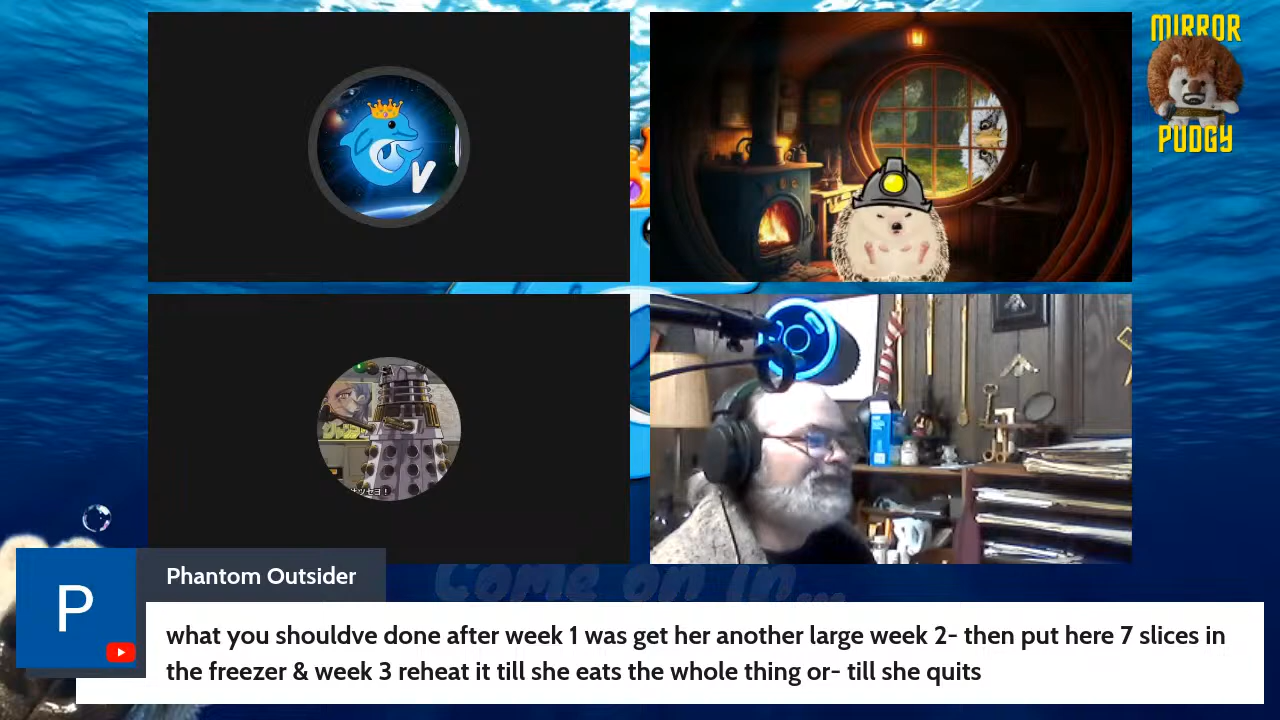 MIRROR
PUDGY
V
Come on in...
P
Phantom Outsider
what you shouldve done after week 1 was get her another large week 2- then put here 7 slices in
the freezer & week 3 reheat it till she eats the whole thing or- till she quits